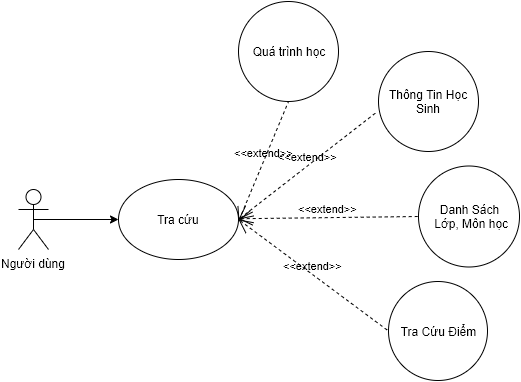 Quá trình học
Thông Tin Học
Sinh
<<extend>>
<<extend>>
Tra cứu
<<extend>>
Danh Sách
Lớp, Môn học
Người dùng
<<extend>>
Tra Cứu Điểm